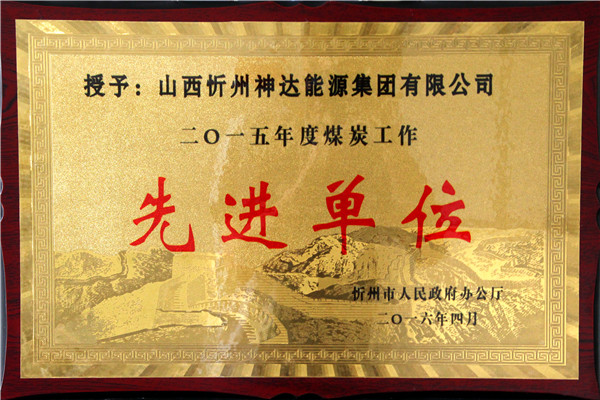 授予：山西忻州神达能源集团有限公司
二〇一五年度煤炭工作
先进单位
忻州市人民政府办公厅
二〇一六年四月